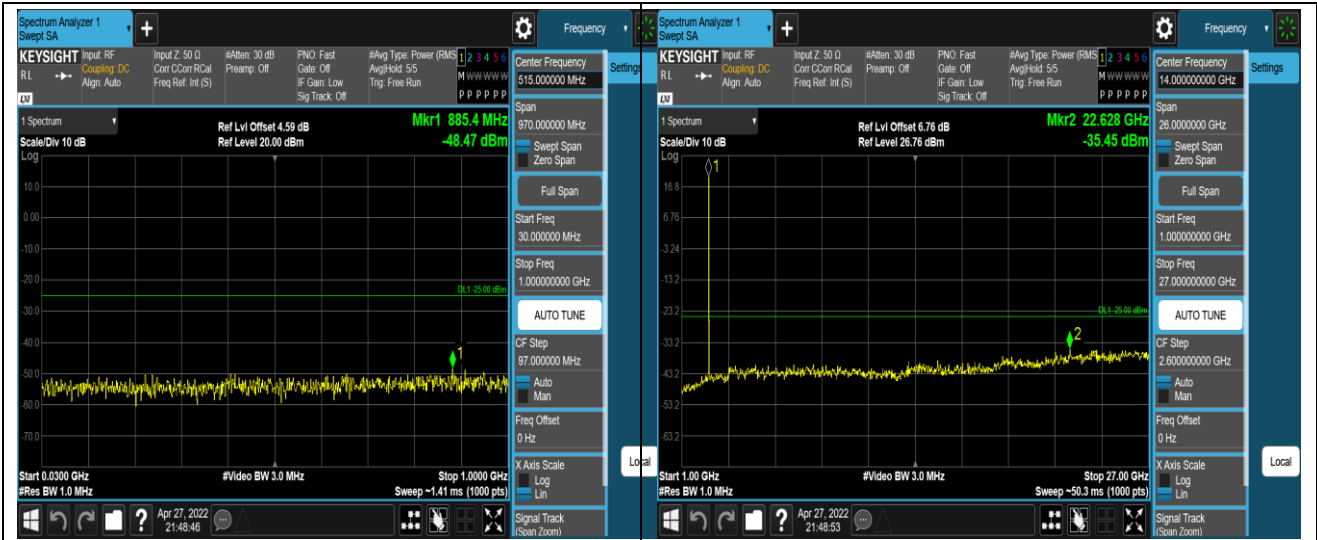 Spectrum Analyzer 1
Swept SA
+
Frequency
KEYSIGHT
RL
LXI
Input: RF
Coupling: DC
Align: Auto
Input Z: 50 Ω
Corr CCorr RCal
Freq Ref: Int (S)
#Atten: 30 dB
Preamp: Off
PNO: Fast
Gate: Off
IF Gain: Low
Sig Track: Off
#Avg Type: Power (RMS
Avg|Hold: 5/5
Trig: Free Run
1 2 3 4 5 6
M W W W W W
P P P P P P
Center Frequency
515.000000 MHz
Settings
1 Spectrum
Scale/Div 10 dB
Log
Ref Lvl Offset 4.59 dB
Ref Level 20.00 dBm
Mkr1 885.4 MHz
-48.47 dBm
10.0
0.00
-10.0
-20.0
-30.0
-40.0
-50.0
-60.0
-70.0
DL1 -25.00 dBm
1
Span
970.000000 MHz
Swept Span
Zero Span
Full Span
Start Freq
30.000000 MHz
Stop Freq
1.000000000 GHz
AUTO TUNE
CF Step
97.000000 MHz
Auto
Man
Freq Offset
0 Hz
X Axis Scale
Log
Lin
Signal Track
(Span Zoom)
Local
Start 0.0300 GHz
#Res BW 1.0 MHz
#Video BW 3.0 MHz
Stop 1.0000 GHz
Sweep ~1.41 ms (1000 pts)
?
Apr 27, 2022
21:48:46
Spectrum Analyzer 1
Swept SA
+
Frequency
KEYSIGHT
RL
LXI
Input: RF
Coupling: DC
Align: Auto
Input Z: 50 Ω
Corr CCorr RCal
Freq Ref: Int (S)
#Atten: 30 dB
Preamp: Off
PNO: Fast
Gate: Off
IF Gain: Low
Sig Track: Off
#Avg Type: Power (RMS
Avg|Hold: 5/5
Trig: Free Run
1 2 3 4 5 6
M W W W W W
P P P P P P
Center Frequency
14.000000000 GHz
Settings
1 Spectrum
Scale/Div 10 dB
Log
Ref Lvl Offset 6.76 dB
Ref Level 26.76 dBm
Mkr2 22.628 GHz
-35.45 dBm
1
16.8
6.76
-3.24
-13.2
-23.2
-33.2
-43.2
-53.2
-63.2
DL1 -25.00 dBm
2
Span
26.0000000 GHz
Swept Span
Zero Span
Full Span
Start Freq
1.000000000 GHz
Stop Freq
27.000000000 GHz
AUTO TUNE
CF Step
2.600000000 GHz
Auto
Man
Freq Offset
0 Hz
X Axis Scale
Log
Lin
Signal Track
(Span Zoom)
Local
Start 1.00 GHz
#Res BW 1.0 MHz
#Video BW 3.0 MHz
Stop 27.00 GHz
Sweep ~50.3 ms (1000 pts)
?
Apr 27, 2022
21:48:53